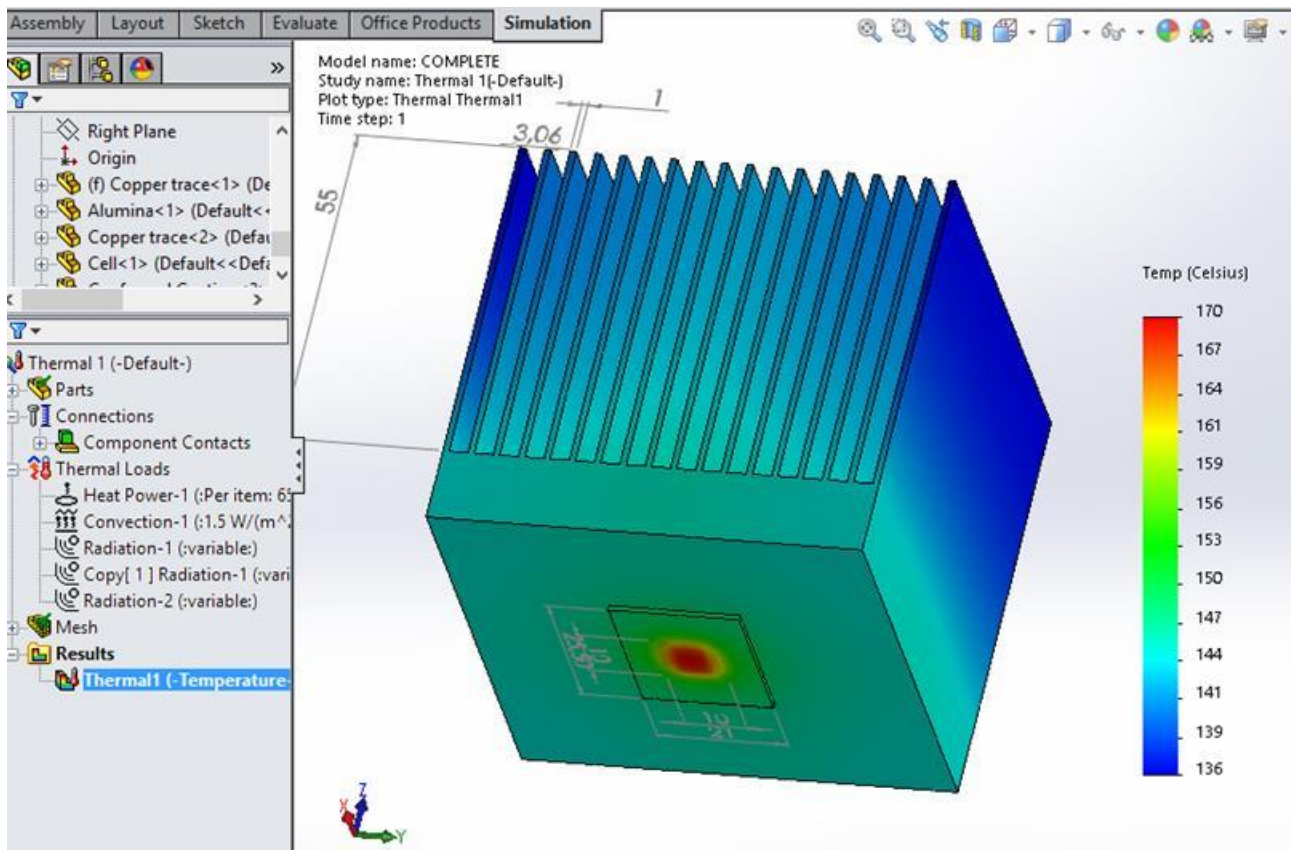 Assembly Layout Sketch Evaluate Office Products Simulation
Right Plane
Origin
(f) Copper trace<1> (De
Alumina<1> (Default<<
Copper trace<2> (Defau
Cell<1> (Default<<Defa
Thermal 1 (-Default-)
Parts
Connections
Component Contacts
Thermal Loads
Heat Power-1 (:Per item: 65
Convection-1 (:1.5 W/(m^2
Radiation-1 (:variable:)
Copy[ 1 ] Radiation-1 (:vari
Radiation-2 (:variable:)
Mesh
Results
Thermal1 (-Temperature-
Model name: COMPLETE
Study name: Thermal 1(-Default-)
Plot type: Thermal Thermal1
Time step: 1
1
3,06
55
10
21
Temp (Celsius)
170
167
164
161
159
156
153
150
147
144
141
139
136
X
Z
Y